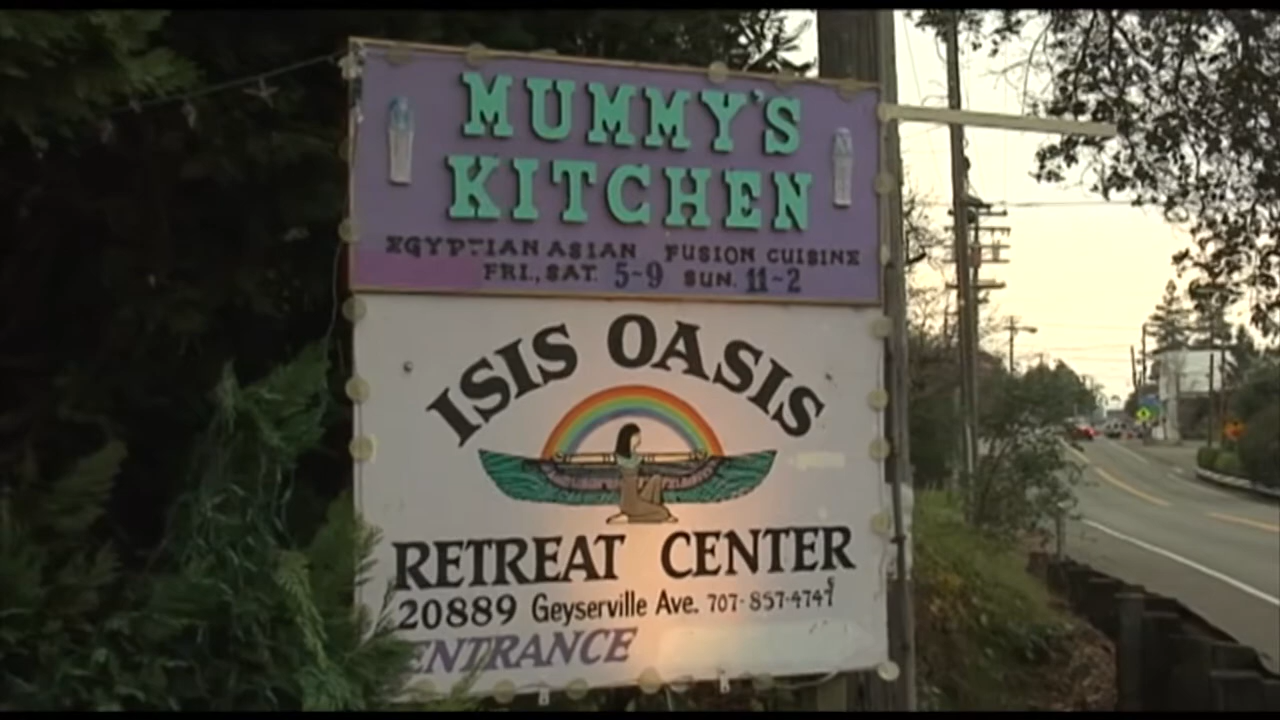 MUMMY'S
KITCHEN
EGYPTIAN ASIAN FUSION CUISINE
FRI., SAT. 5-9 SUN. 11-2
ISIS OASIS
RETREAT CENTER
20889 Geyserville Ave. 707-857-4747
ENTRANCE